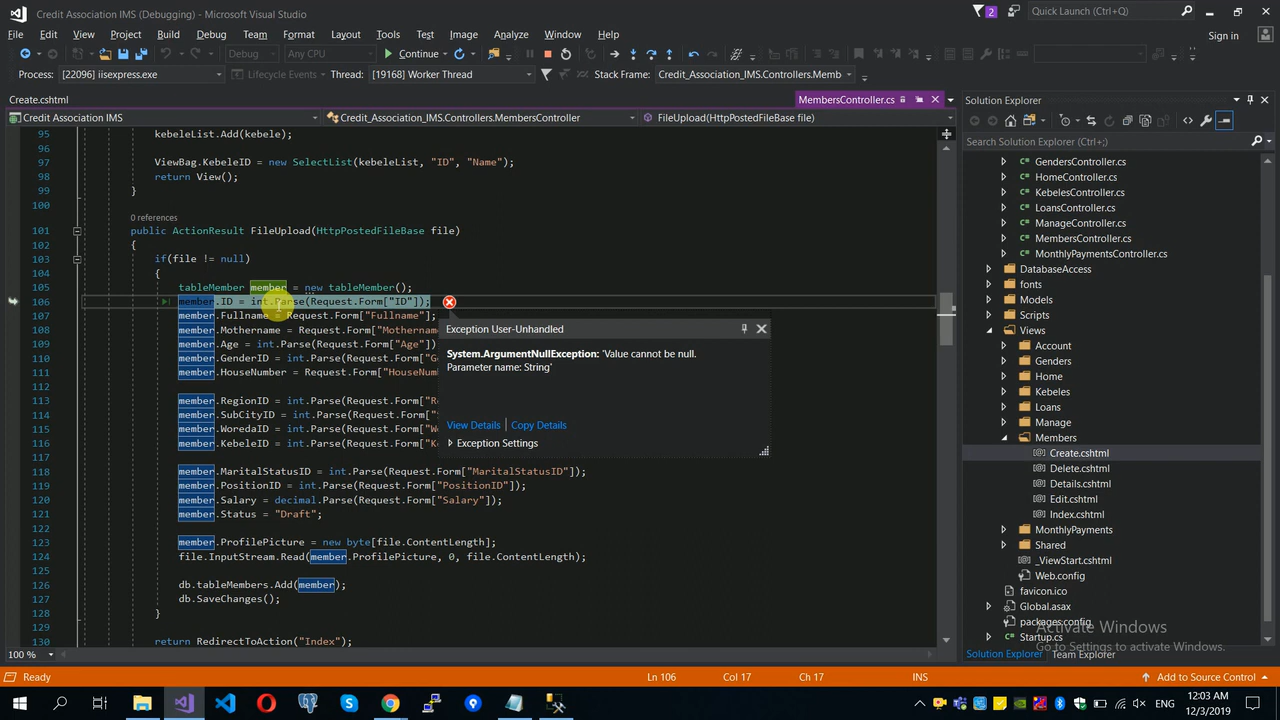 Credit Association IMS (Debugging) - Microsoft Visual Studio
2
Quick Launch (Ctrl+Q)
File Edit View Project Build Debug Team Format Layout Tools Test Image Analyze Window Help
Sign in
Debug Any CPU Continue
Process: [22096] iisexpress.exe Lifecycle Events Thread: [19168] Worker Thread Stack Frame: Credit_Association_IMS.Controllers.Memb
Create.cshtml MembersController.cs
Credit Association IMS Credit_Association_IMS.Controllers.MembersController FileUpload(HttpPostedFileBase file)
95
96 kebeleList.Add(kebele);
97 ViewBag.KebeleID = new SelectList(kebeleList, "ID", "Name");
98 return View();
99 }
100
0 references
101 public ActionResult FileUpload(HttpPostedFileBase file)
102 {
103 if(file != null)
104 {
105 tableMember member = new tableMember();
106 member.ID = int.Parse(Request.Form["ID"]);
107 member.Fullname = Request.Form["Fullname"];
108 member.Mothername = Request.Form["Mothername
109 member.Age = int.Parse(Request.Form["Age"])
110 member.GenderID = int.Parse(Request.Form["Ge
111 member.HouseNumber = Request.Form["HouseNum
112
113 member.RegionID = int.Parse(Request.Form["Re
114 member.SubCityID = int.Parse(Request.Form["
115 member.WoredaID = int.Parse(Request.Form["Wo
116 member.KebeleID = int.Parse(Request.Form["Ke
117
118 member.MaritalStatusID = int.Parse(Request.Form["MaritalStatusID"]);
119 member.PositionID = int.Parse(Request.Form["PositionID"]);
120 member.Salary = decimal.Parse(Request.Form["Salary"]);
121 member.Status = "Draft";
122
123 member.ProfilePicture = new byte[file.ContentLength];
124 file.InputStream.Read(member.ProfilePicture, 0, file.ContentLength);
125
126 db.tableMembers.Add(member);
127 db.SaveChanges();
128 }
129
130 return RedirectToAction("Index");
Exception User-Unhandled
System.ArgumentNullException: 'Value cannot be null.
Parameter name: String'
View Details | Copy Details
Exception Settings
100 %
Solution Explorer
Search Solution Explorer (Ctrl+;)
GendersController.cs
HomeController.cs
KebelesController.cs
LoansController.cs
ManageController.cs
MembersController.cs
MonthlyPaymentsController.cs
DatabaseAccess
fonts
Models
Scripts
Views
Account
Genders
Home
Kebeles
Loans
Manage
Members
Create.cshtml
Delete.cshtml
Details.cshtml
Edit.cshtml
Index.cshtml
MonthlyPayments
Shared
_ViewStart.cshtml
Web.config
favicon.ico
Global.asax
packages.config
Startup.cs
Activate Windows
Go to Settings to activate Windows.
Solution Explorer Team Explorer
Ready Ln 106 Col 17 Ch 17 INS Add to Source Control
ENG 12:03 AM
12/3/2019